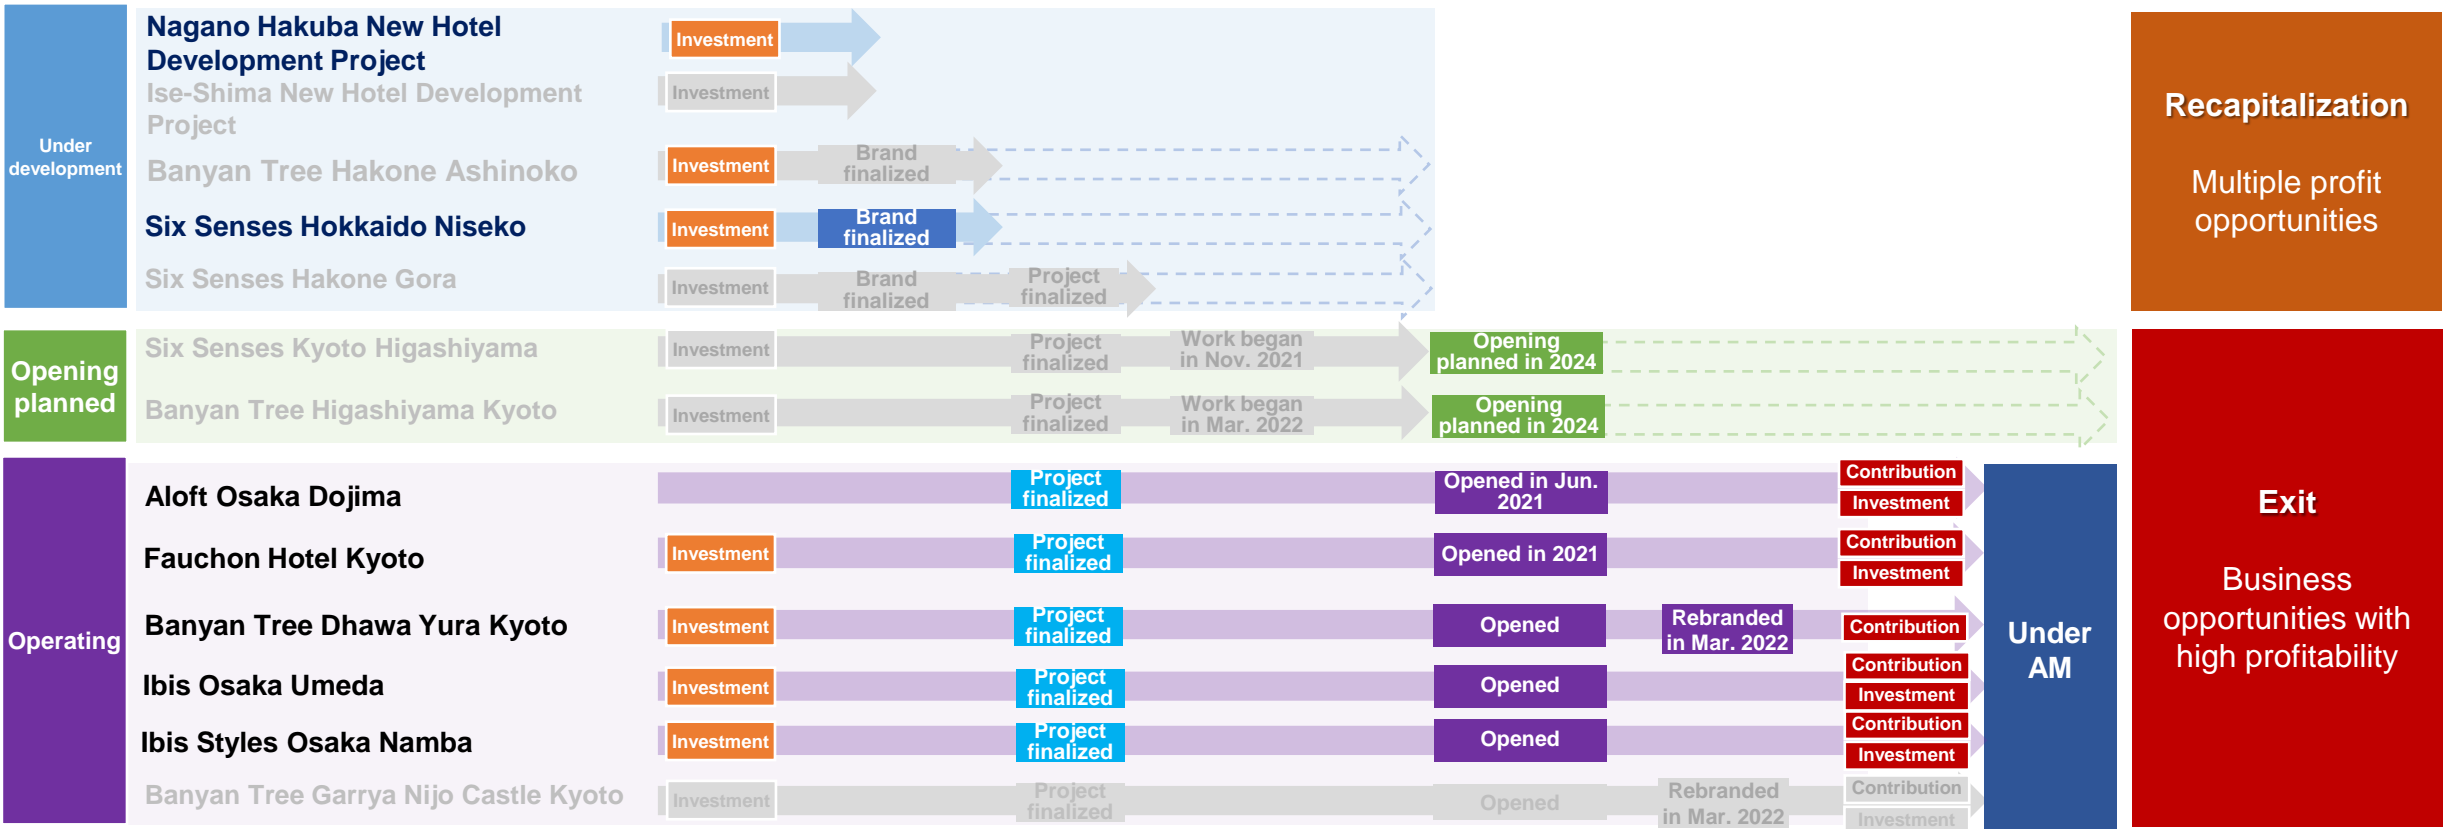 Under
development
Nagano Hakuba New Hotel
Development Project
Investment
Ise-Shima New Hotel Development
Project
Investment
Banyan Tree Hakone Ashinoko
Investment
Brand
finalized
Six Senses Hokkaido Niseko
Investment
Brand
finalized
Six Senses Hakone Gora
Investment
Brand
finalized
Project
finalized
Recapitalization
Multiple profit
opportunities
Opening
planned
Six Senses Kyoto Higashiyama
Investment
Project
finalized
Work began
in Nov. 2021
Opening
planned in 2024
Banyan Tree Higashiyama Kyoto
Investment
Project
finalized
Work began
in Mar. 2022
Opening
planned in 2024
Operating
Aloft Osaka Dojima
Project
finalized
Opened in Jun.
2021
Contribution
Investment
Fauchon Hotel Kyoto
Investment
Project
finalized
Opened in 2021
Contribution
Investment
Banyan Tree Dhawa Yura Kyoto
Investment
Project
finalized
Opened
Rebranded
in Mar. 2022
Contribution
Ibis Osaka Umeda
Investment
Project
finalized
Opened
Contribution
Investment
Ibis Styles Osaka Namba
Investment
Project
finalized
Opened
Contribution
Investment
Banyan Tree Garrya Nijo Castle Kyoto
Investment
Project
finalized
Opened
Rebranded
in Mar. 2022
Contribution
Investment
Under
AM
Exit
Business
opportunities with
high profitability